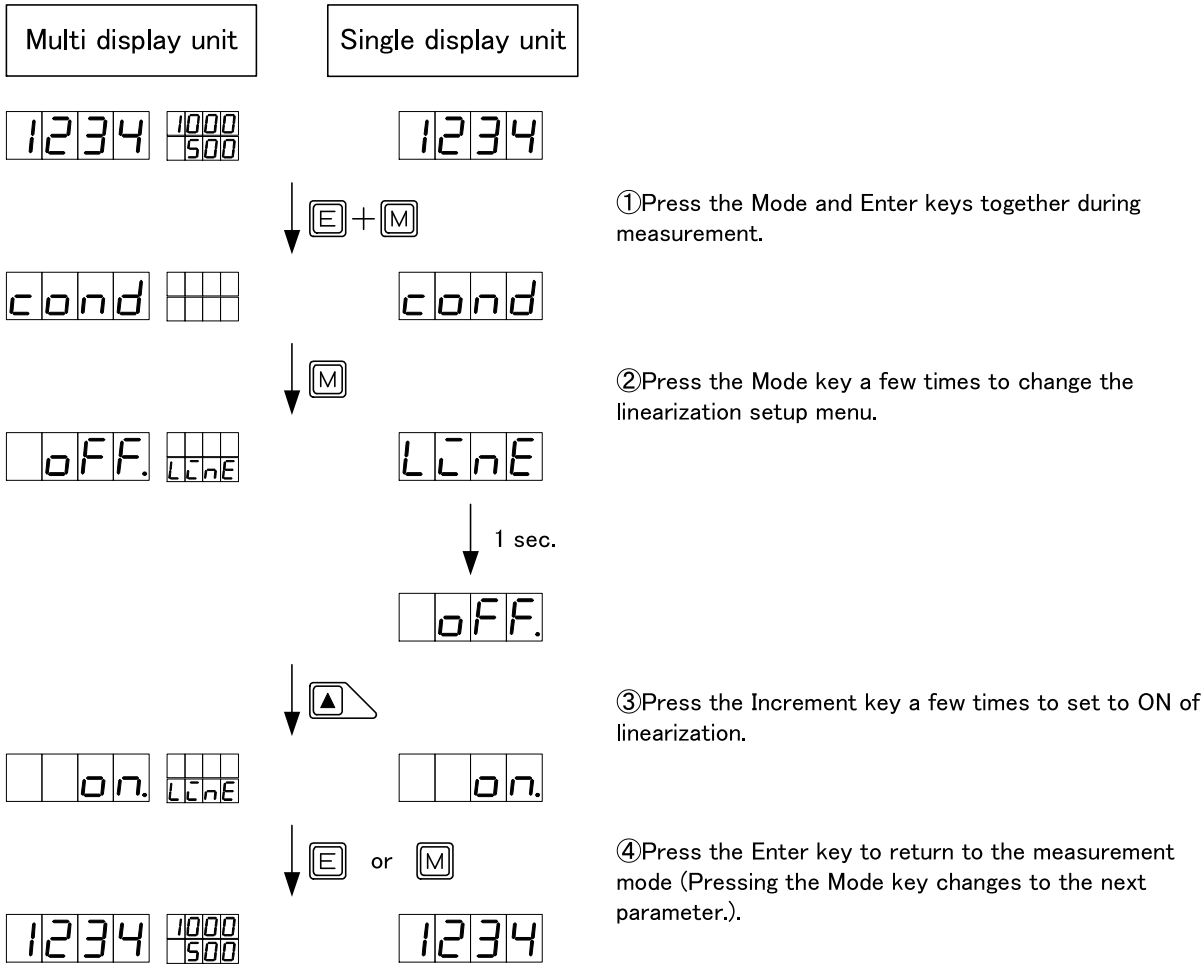 Multi display unit Single display unit
1234 1000 1234
500
E + M ①Press the Mode and Enter keys together during
measurement.
cond cond
M ②Press the Mode key a few times to change the
linearization setup menu.
oFF. LinE LinE
1 sec.
oFF.
▲ ③Press the Increment key a few times to set to ON of
linearization.
on. LinE on.
E or M ④Press the Enter key to return to the measurement
mode (Pressing the Mode key changes to the next
parameter.).
1234 1000 1234
500